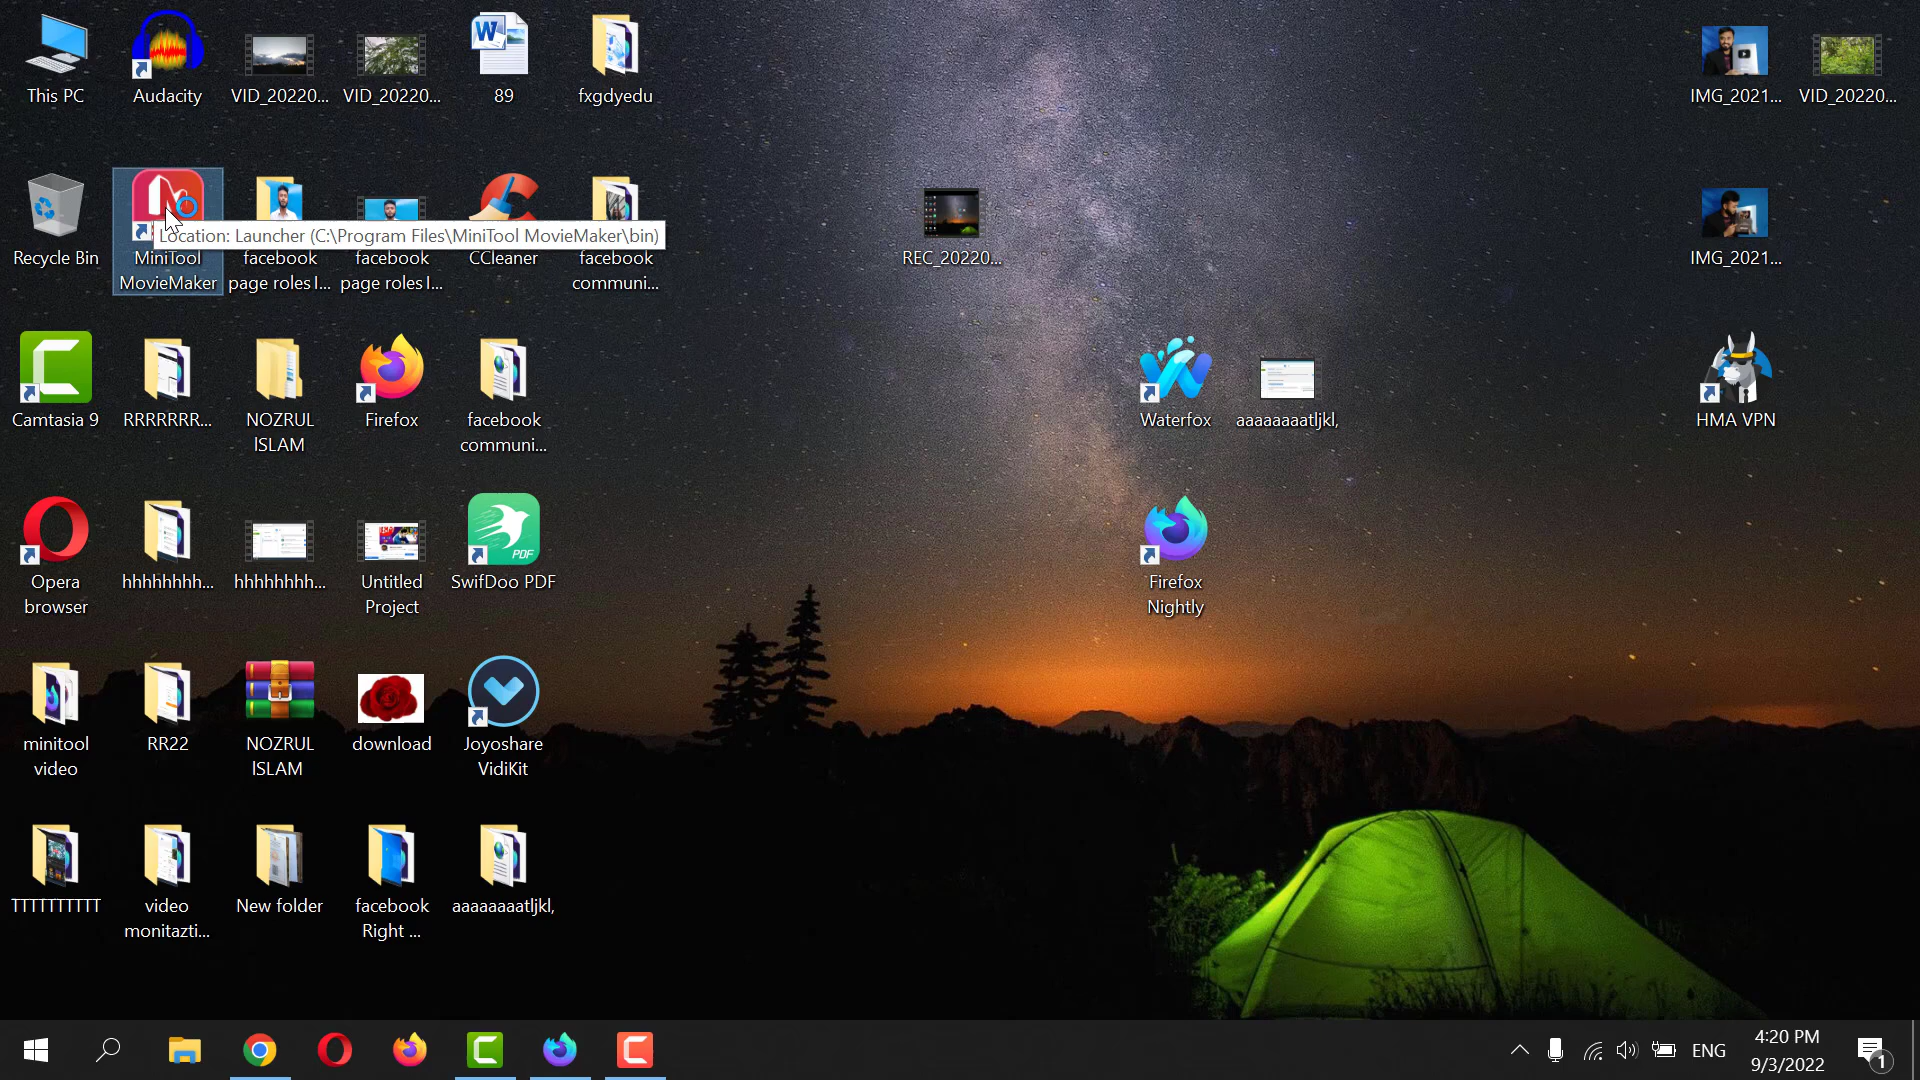 This PC
Audacity
VID_20220...
VID_20220...
W
89
fxgdyedu
IMG_2021...
VID_20220...
Recycle Bin
MiniTool
MovieMaker
Location: Launcher (C:\Program Files\MiniTool MovieMaker\bin)
facebook
page roles l...
facebook
page roles l...
CCleaner
facebook
communi...
REC_20220...
IMG_2021...
Camtasia 9
RRRRRRR...
NOZRUL
ISLAM
Firefox
facebook
communi...
Waterfox
aaaaaaaatljkl,
HMA VPN
Opera
browser
hhhhhhhh...
hhhhhhhh...
Untitled
Project
PDF
SwifDoo PDF
Firefox
Nightly
minitool
video
RR22
NOZRUL
ISLAM
download
Joyoshare
VidiKit
TTTTTTTTTT
video
monitazti...
New folder
facebook
Right ...
aaaaaaaatljkl,
ENG
4:20 PM
9/3/2022
1